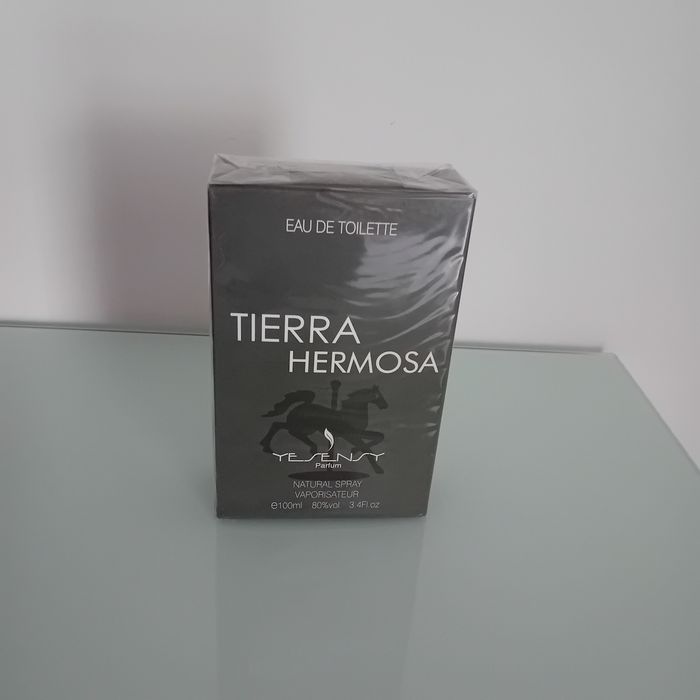 EAU DE TOILETTE
TIERRA
HERMOSA
YESENSY
Parfum
NATURAL SPRAY
VAPORISATEUR
℮100ml 80%vol 3.4Fl.oz